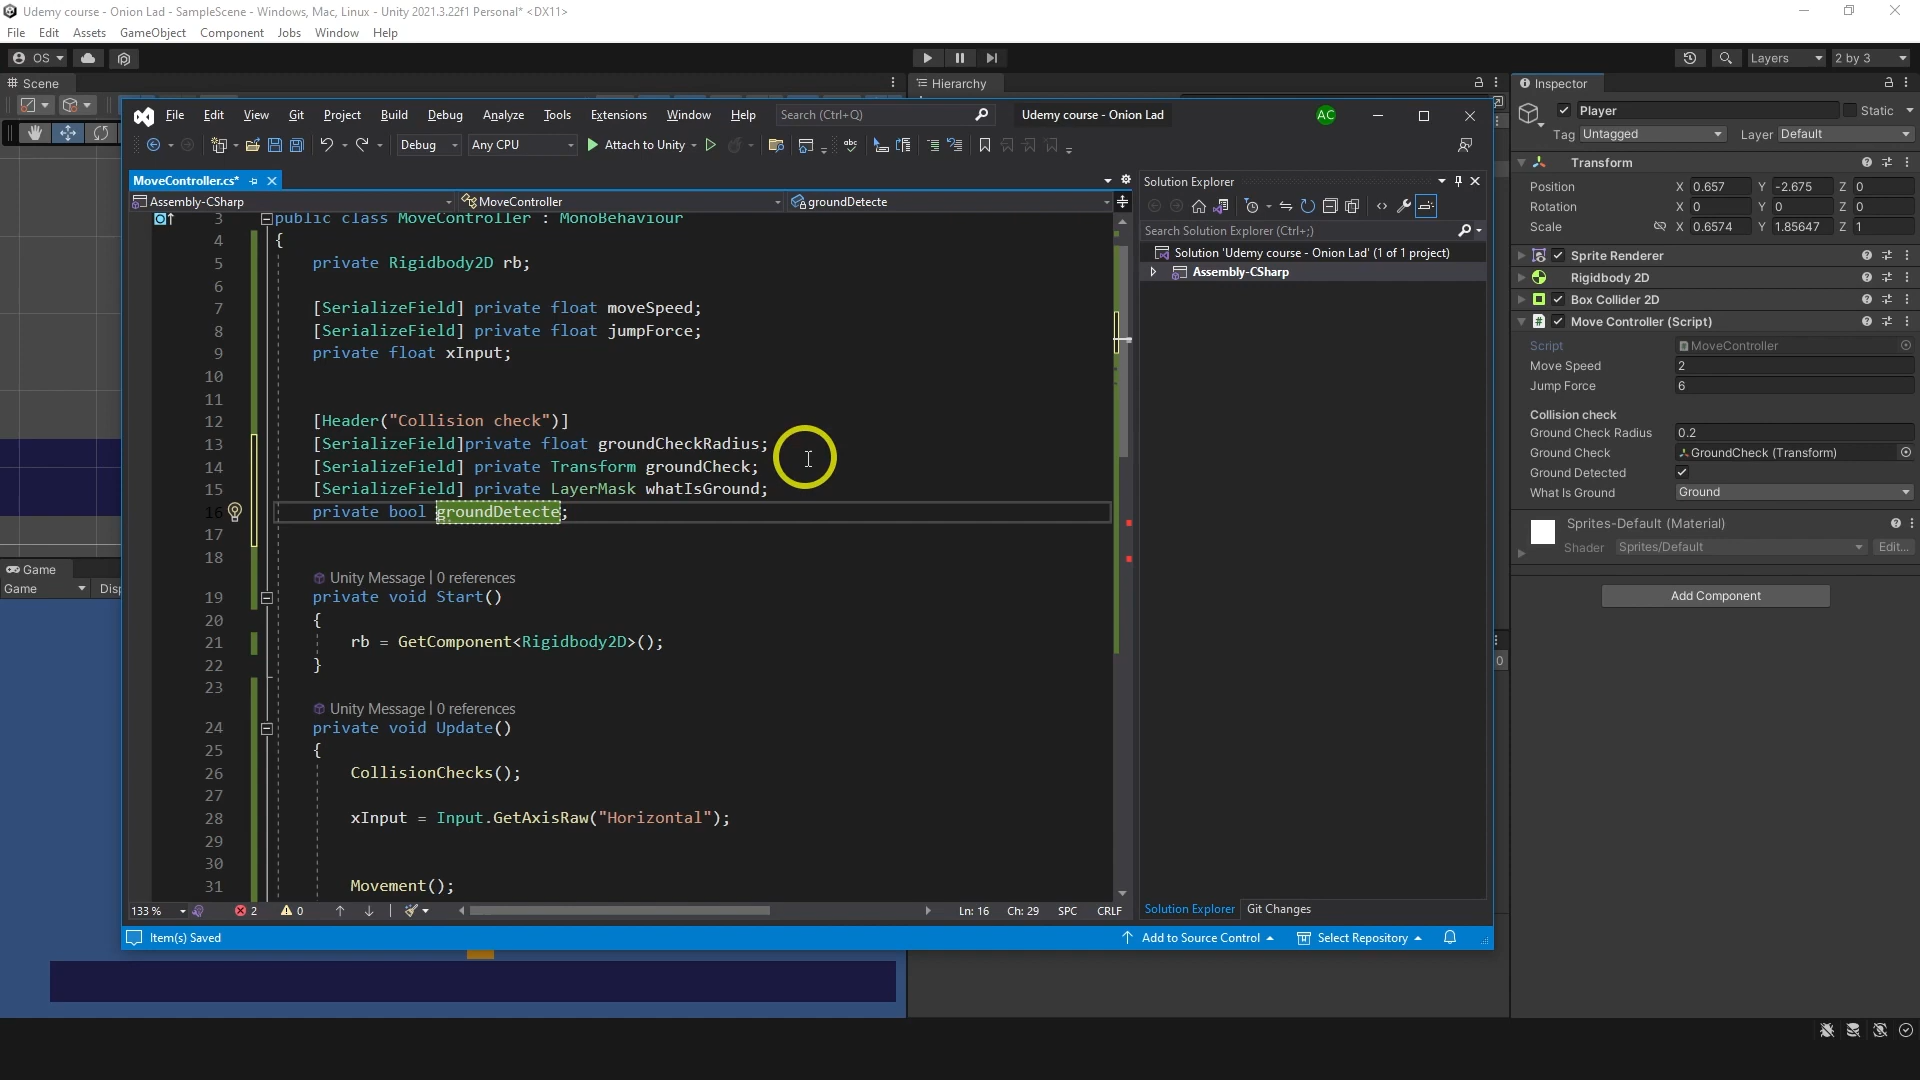 Udemy course - Onion Lad - SampleScene - Windows, Mac, Linux - Unity 2021.3.22f1 Personal* <DX11>
File Edit Assets GameObject Component Jobs Window Help
OS Layers 2 by 3
Scene Hierarchy Inspector
File Edit View Git Project Build Debug Analyze Tools Extensions Window Help Search (Ctrl+Q) Udemy course - Onion Lad AC
Debug Any CPU Attach to Unity
MoveController.cs*
Assembly-CSharp MoveController groundDetecte
3 public class MoveController : MonoBehaviour
4 {
5 private Rigidbody2D rb;
6
7 [SerializeField] private float moveSpeed;
8 [SerializeField] private float jumpForce;
9 private float xInput;
10
11
12 [Header("Collision check")]
13 [SerializeField]private float groundCheckRadius;
14 [SerializeField] private Transform groundCheck;
15 [SerializeField] private LayerMask whatIsGround;
16 private bool groundDetecte;
17
18
Unity Message | 0 references
19 private void Start()
20 {
21 rb = GetComponent<Rigidbody2D>();
22 }
23
Unity Message | 0 references
24 private void Update()
25 {
26 CollisionChecks();
27
28 xInput = Input.GetAxisRaw("Horizontal");
29
30
31 Movement();
133 % 2 0 Ln: 16 Ch: 29 SPC CRLF
Item(s) Saved Add to Source Control Select Repository
Solution Explorer
Search Solution Explorer (Ctrl+;)
Solution 'Udemy course - Onion Lad' (1 of 1 project)
Assembly-CSharp
Solution Explorer Git Changes
Game
Game Disp
0
Player Static
Tag Untagged Layer Default
Transform
Position X 0.657 Y -2.675 Z 0
Rotation X 0 Y 0 Z 0
Scale X 0.6574 Y 1.85647 Z 1
Sprite Renderer
Rigidbody 2D
Box Collider 2D
# Move Controller (Script)
Script MoveController
Move Speed 2
Jump Force 6
Collision check
Ground Check Radius 0.2
Ground Check GroundCheck (Transform)
Ground Detected
What Is Ground Ground
Sprites-Default (Material)
Shader Sprites/Default Edit...
Add Component